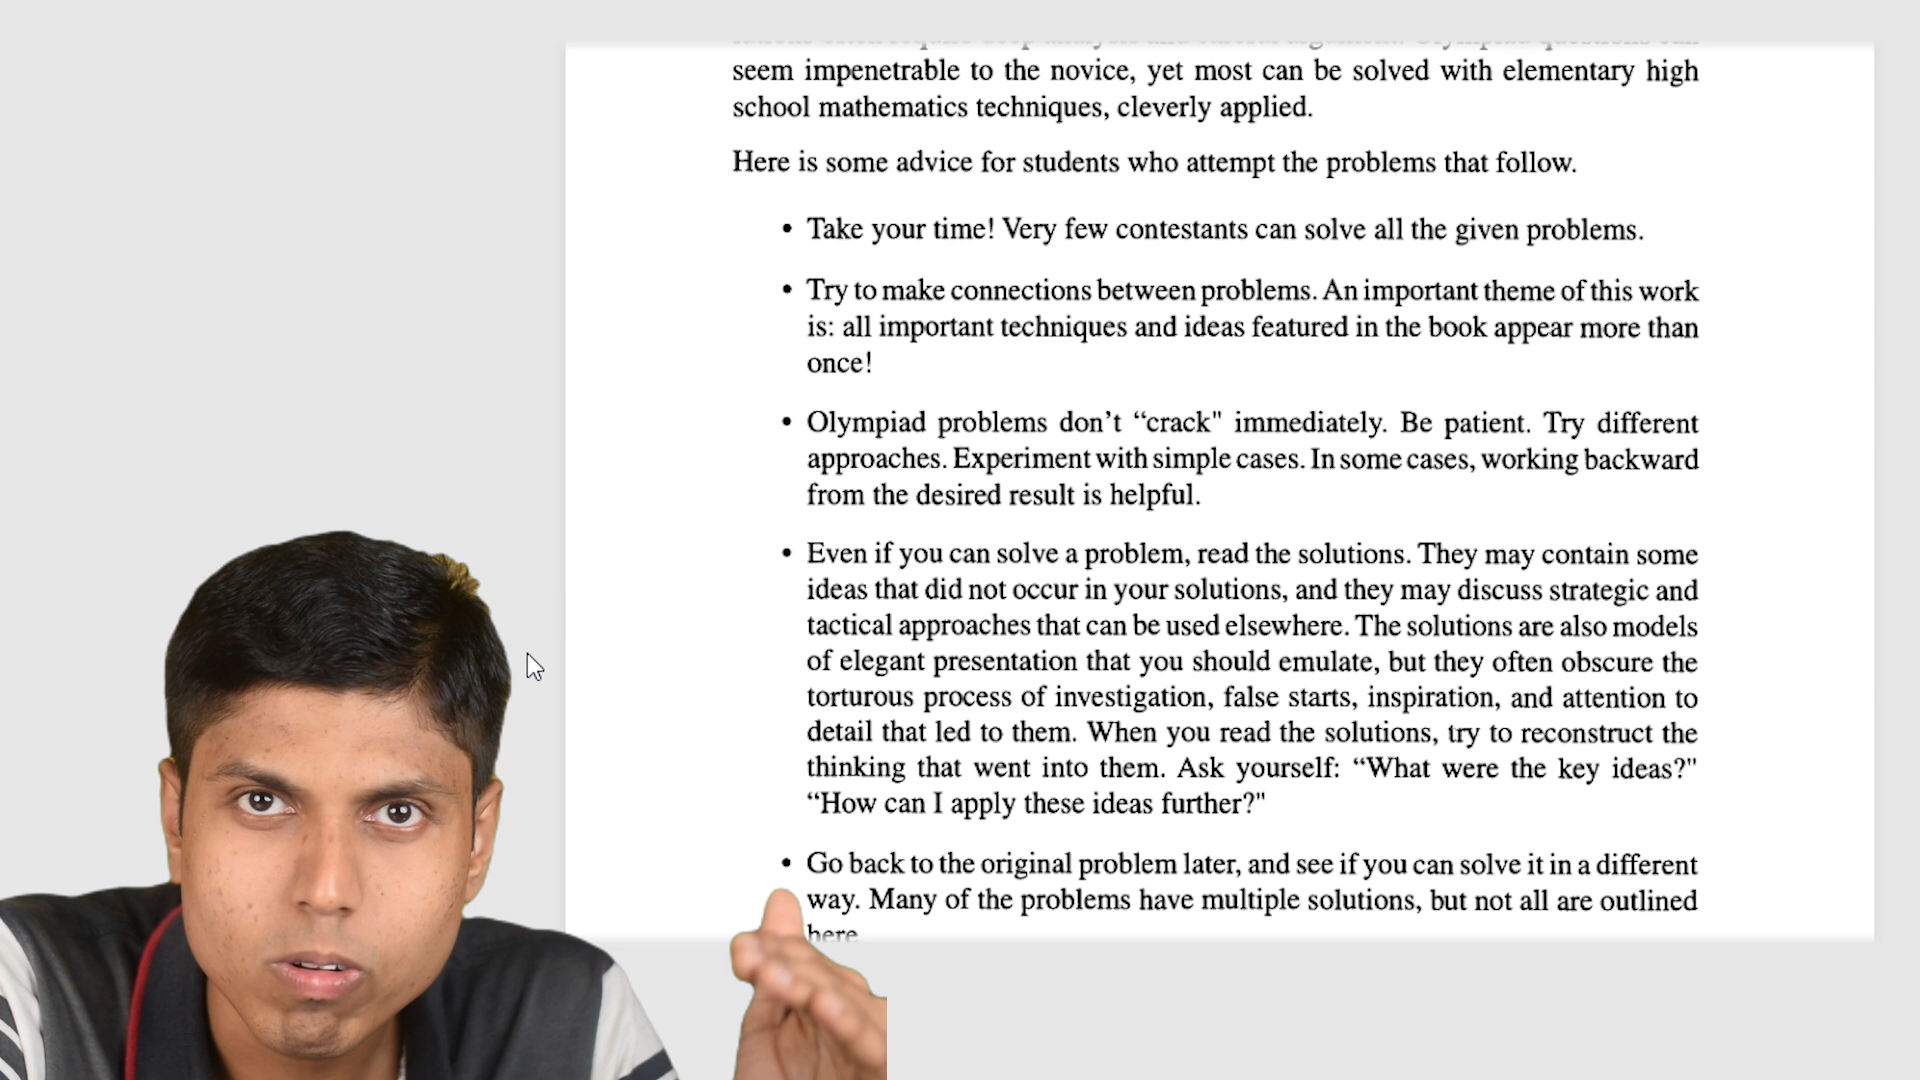 seem impenetrable to the novice, yet most can be solved with elementary high
school mathematics techniques, cleverly applied.
Here is some advice for students who attempt the problems that follow.
• Take your time! Very few contestants can solve all the given problems.
• Try to make connections between problems. An important theme of this work
is: all important techniques and ideas featured in the book appear more than
once!
• Olympiad problems don’t “crack" immediately. Be patient. Try different
approaches. Experiment with simple cases. In some cases, working backward
from the desired result is helpful.
• Even if you can solve a problem, read the solutions. They may contain some
ideas that did not occur in your solutions, and they may discuss strategic and
tactical approaches that can be used elsewhere. The solutions are also models
of elegant presentation that you should emulate, but they often obscure the
torturous process of investigation, false starts, inspiration, and attention to
detail that led to them. When you read the solutions, try to reconstruct the
thinking that went into them. Ask yourself: “What were the key ideas?"
“How can I apply these ideas further?"
• Go back to the original problem later, and see if you can solve it in a different
way. Many of the problems have multiple solutions, but not all are outlined
here